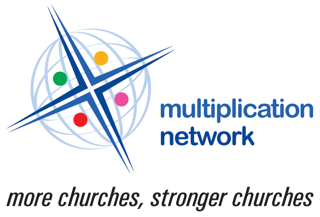 multiplication
network
more churches, stronger churches